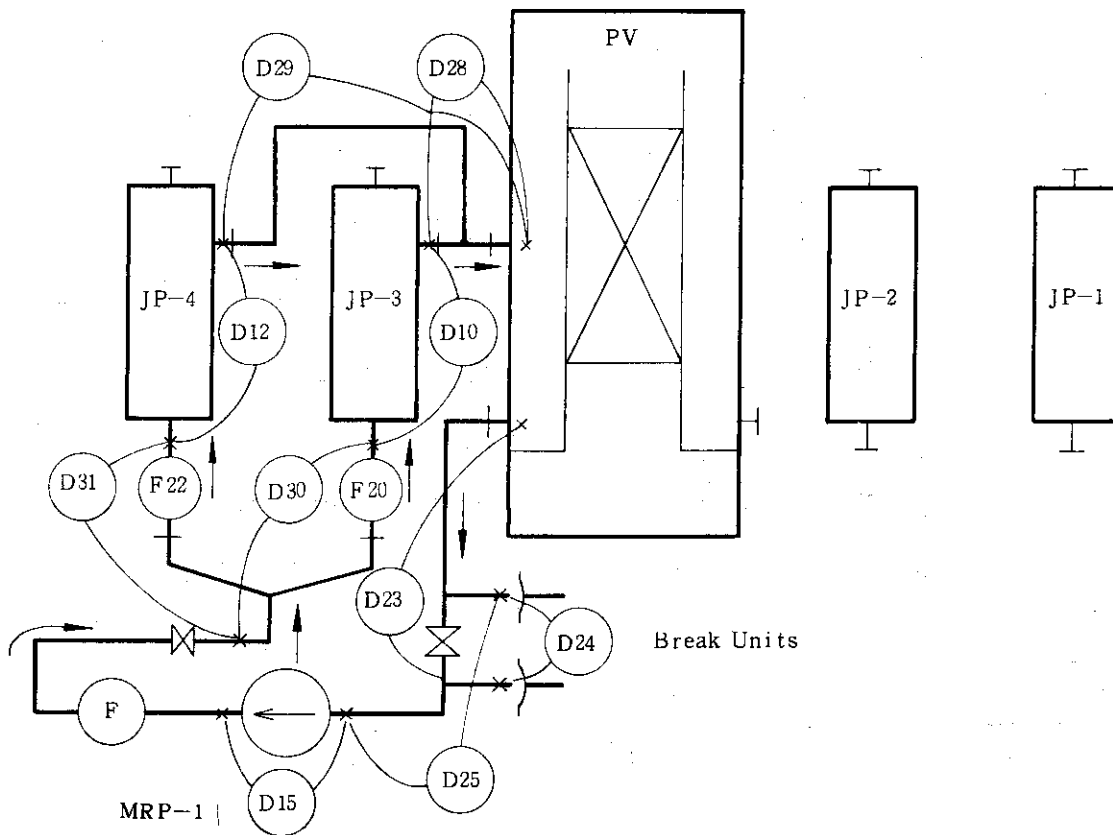 PV
D29
D28
JP-4
JP-3
JP-2
JP-1
D12
D10
D31
F22
D30
F20
D23
D24
Break Units
F
D25
D15
MRP-1